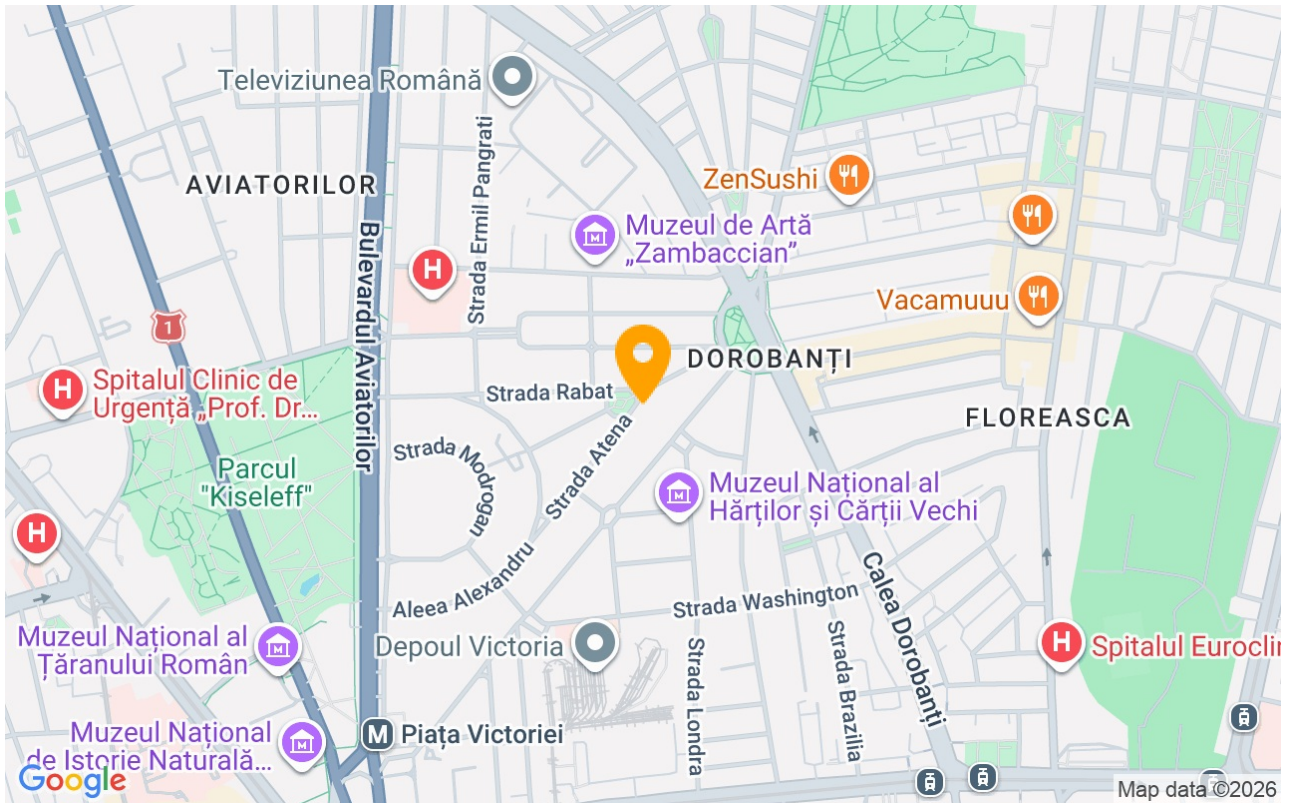 Televiziunea Română
AVIATORILOR
Strada Ermil Pangrati
ZenSushi
Muzeul de Artă
„Zambaccian”
Bulevardul Aviatorilor
H
1
Vacamuuu
DOROBANȚI
H
Spitalul Clinic de
Urgență „Prof. Dr...
Strada Rabat
FLOREASCA
Strada Atena
Strada Modrogan
Parcul
"Kiseleff"
Muzeul Național al
Hărților și Cărții Vechi
H
Aleea Alexandru
Strada Washington
Calea Dorobanți
Muzeul Național al
Țăranului Român
Depoul Victoria
Strada Londra
Strada Brazilia
H
Spitalul Euroclin
Muzeul Național
de Istorie Naturală...
M
Piața Victoriei
Google
Map data ©2026